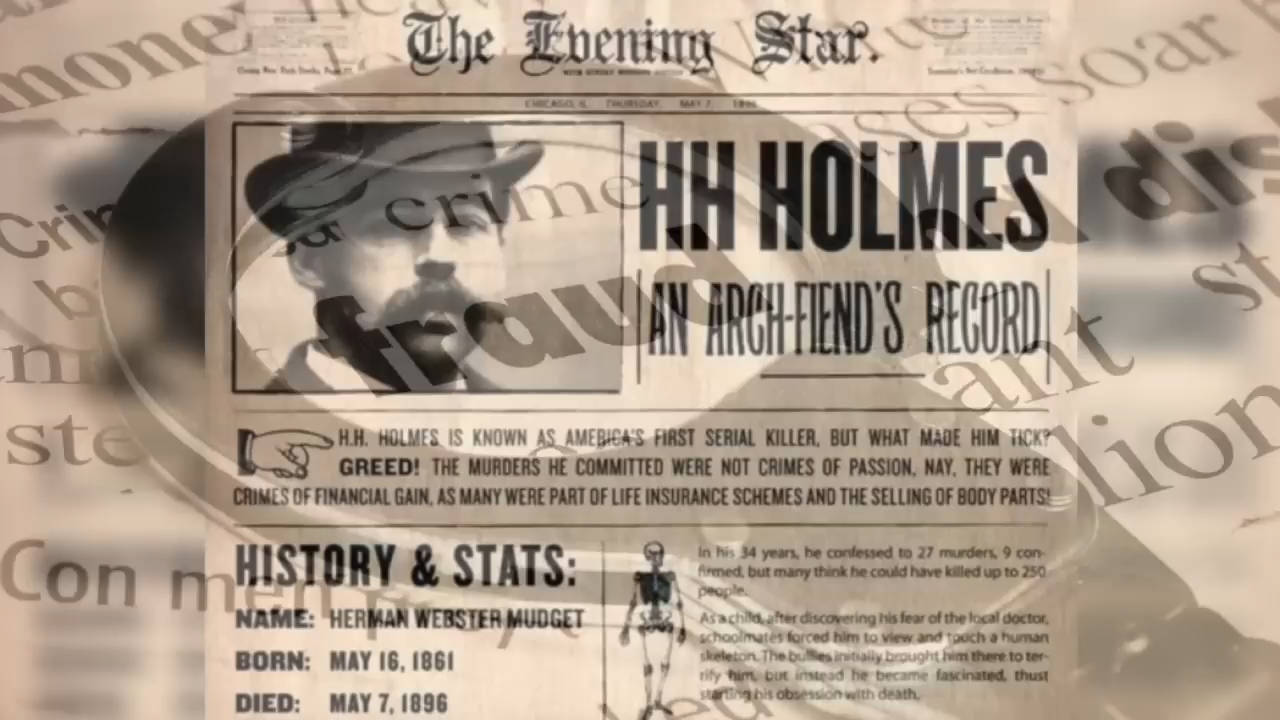 The Evening Star.
CHICAGO, IL THURSDAY, MAY 7,
HH HOLMES
AN ARCH-FIEND'S RECORD
H.H. HOLMES IS KNOWN AS AMERICA'S FIRST SERIAL KILLER, BUT WHAT MADE HIM TICK?
GREED! THE MURDERS HE COMMITTED WERE NOT CRIMES OF PASSION, NAY, THEY WERE
CRIMES OF FINANCIAL GAIN, AS MANY WERE PART OF LIFE INSURANCE SCHEMES AND THE SELLING OF BODY PARTS!
HISTORY & STATS:
NAME: HERMAN WEBSTER MUDGET
BORN: MAY 16, 1861
DIED: MAY 7, 1896
In his 34 years, he confessed to 27 murders, 9 con-
firmed, but many think he could have killed up to 250
people.
As a child, after discovering his fear of the local doctor,
schoolmates forced him to view and touch a human
skeleton. The bullies initially brought him there to ter-
rify him, but instead he became fascinated, thus
starting his obsession with death.
money
crime
fraud
soar
dis
st
ant
lion
Crim
ste
Con men